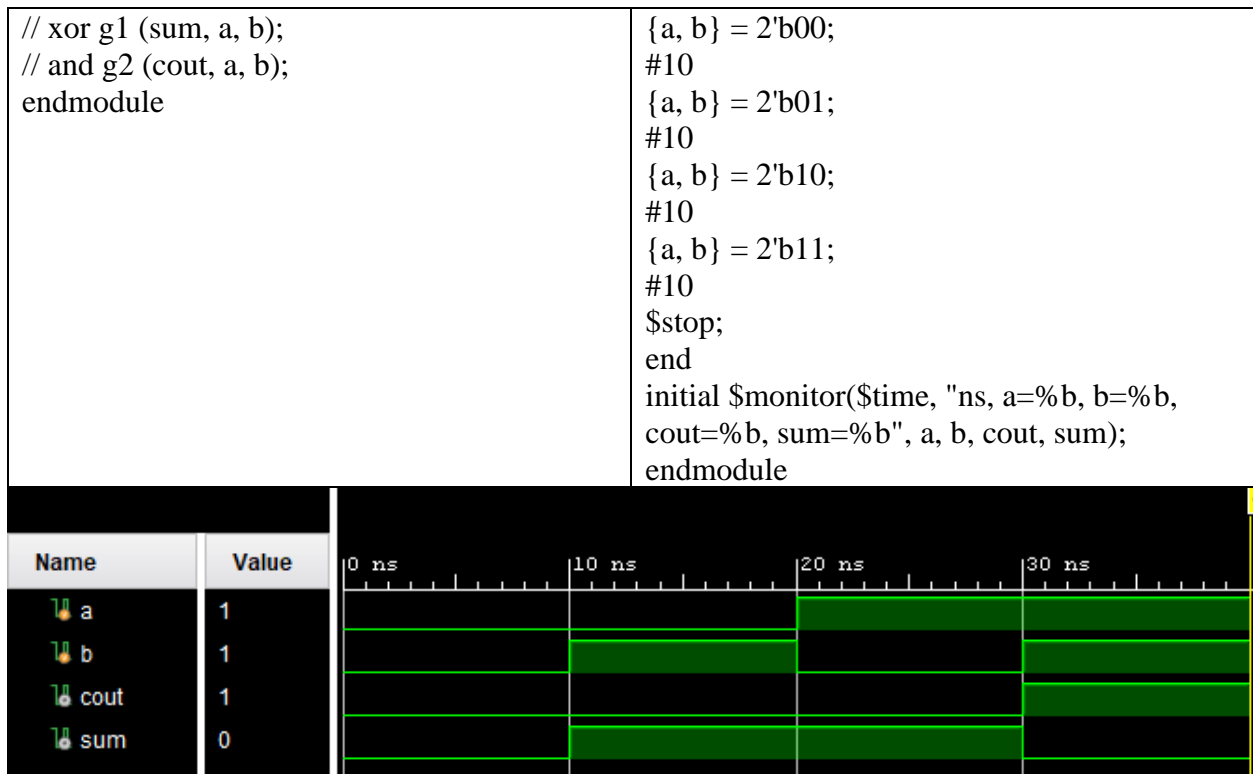 // xor g1 (sum, a, b);
// and g2 (cout, a, b);
endmodule
{a, b} = 2'b00;
#10
{a, b} = 2'b01;
#10
{a, b} = 2'b10;
#10
{a, b} = 2'b11;
#10
$stop;
end
initial $monitor($time, "ns, a=%b, b=%b,
cout=%b, sum=%b", a, b, cout, sum);
endmodule
Name Value 0 ns 10 ns 20 ns 30 ns
a 1
b 1
cout 1
sum 0